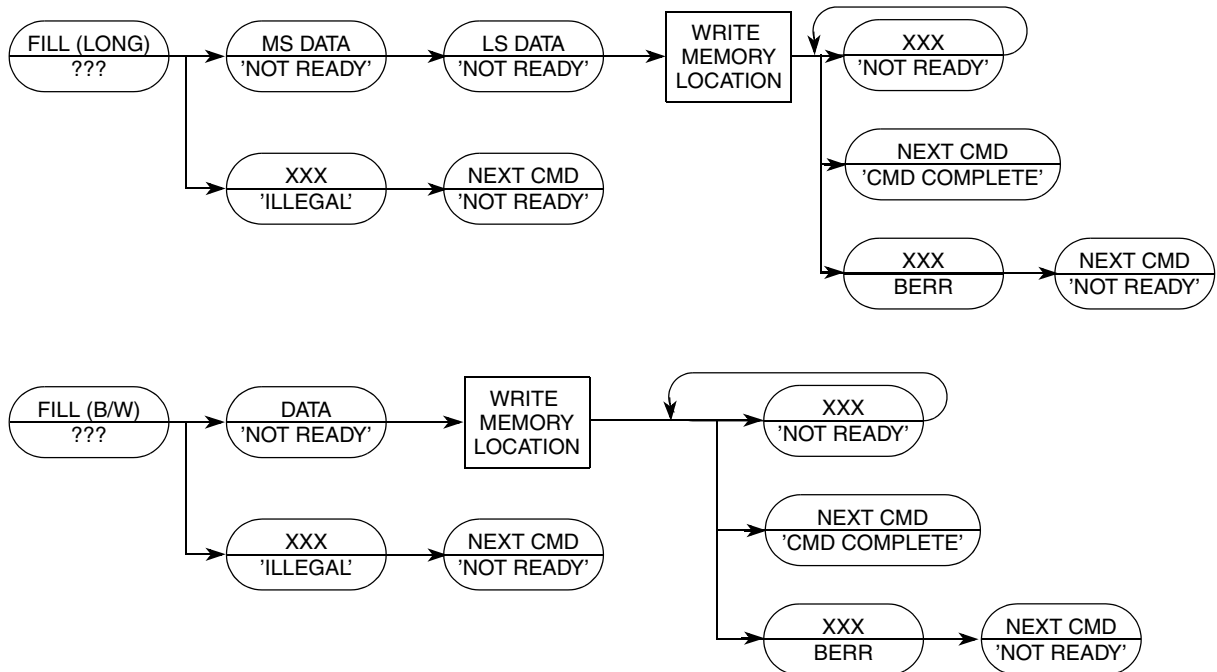 FILL (LONG)
???
MS DATA
'NOT READY'
LS DATA
'NOT READY'
WRITE
MEMORY
LOCATION
XXX
'NOT READY'
NEXT CMD
'CMD COMPLETE'
XXX
'ILLEGAL'
NEXT CMD
'NOT READY'
XXX
BERR
NEXT CMD
'NOT READY'
FILL (B/W)
???
DATA
'NOT READY'
WRITE
MEMORY
LOCATION
XXX
'NOT READY'
NEXT CMD
'CMD COMPLETE'
XXX
'ILLEGAL'
NEXT CMD
'NOT READY'
XXX
BERR
NEXT CMD
'NOT READY'